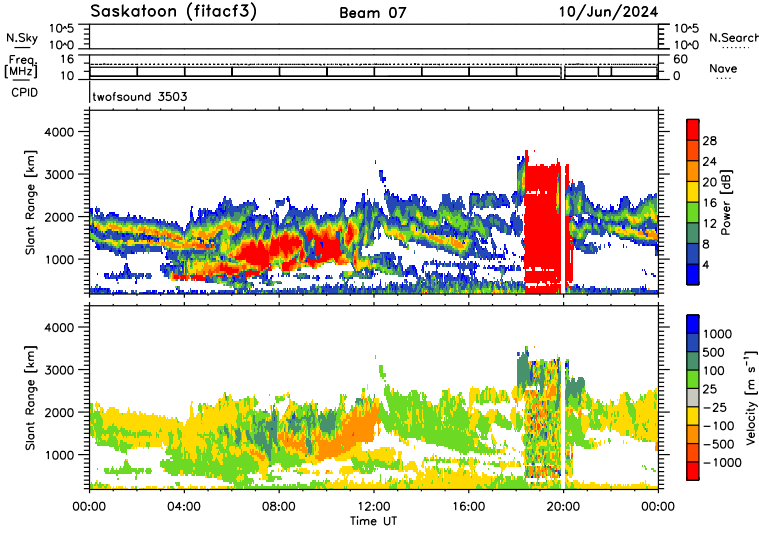 Saskatoon (fitacf3) Beam 07 10/Jun/2024
N.Sky 10^5 10^0 10^5 10^0 N.Search
Freq. [MHz] 16 10 60 0 Nave
CPID twofsound 3503
Slant Range [km] 4000 3000 2000 1000
Power [dB] 28 24 20 16 12 8 4
Slant Range [km] 4000 3000 2000 1000
Velocity [m s⁻¹] 1000 500 100 25 −25 −100 −500 −1000
00:00 04:00 08:00 12:00 16:00 20:00 00:00
Time UT